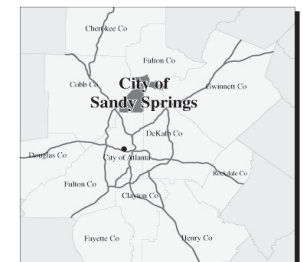 Cherokee Co
Fulton Co
Cobb Co
City of
Sandy Springs
Gwinnett Co
DeKalb Co
Douglas Co
City of Atlanta
Rockdale Co
Fulton Co
Clayton Co
Fayette Co
Henry Co